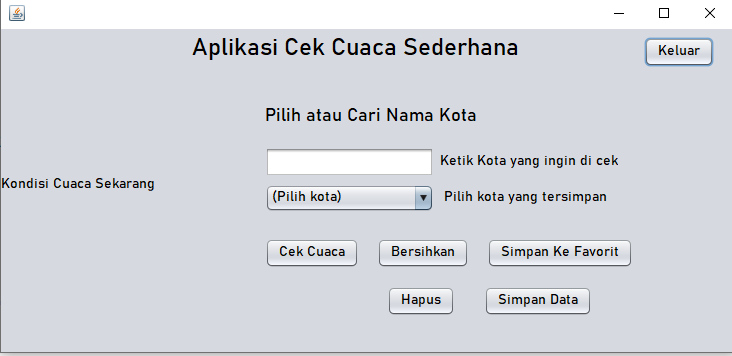 Aplikasi Cek Cuaca Sederhana
Keluar
Pilih atau Cari Nama Kota
Ketik Kota yang ingin di cek
Kondisi Cuaca Sekarang
(Pilih kota)
Pilih kota yang tersimpan
Cek Cuaca
Bersihkan
Simpan Ke Favorit
Hapus
Simpan Data